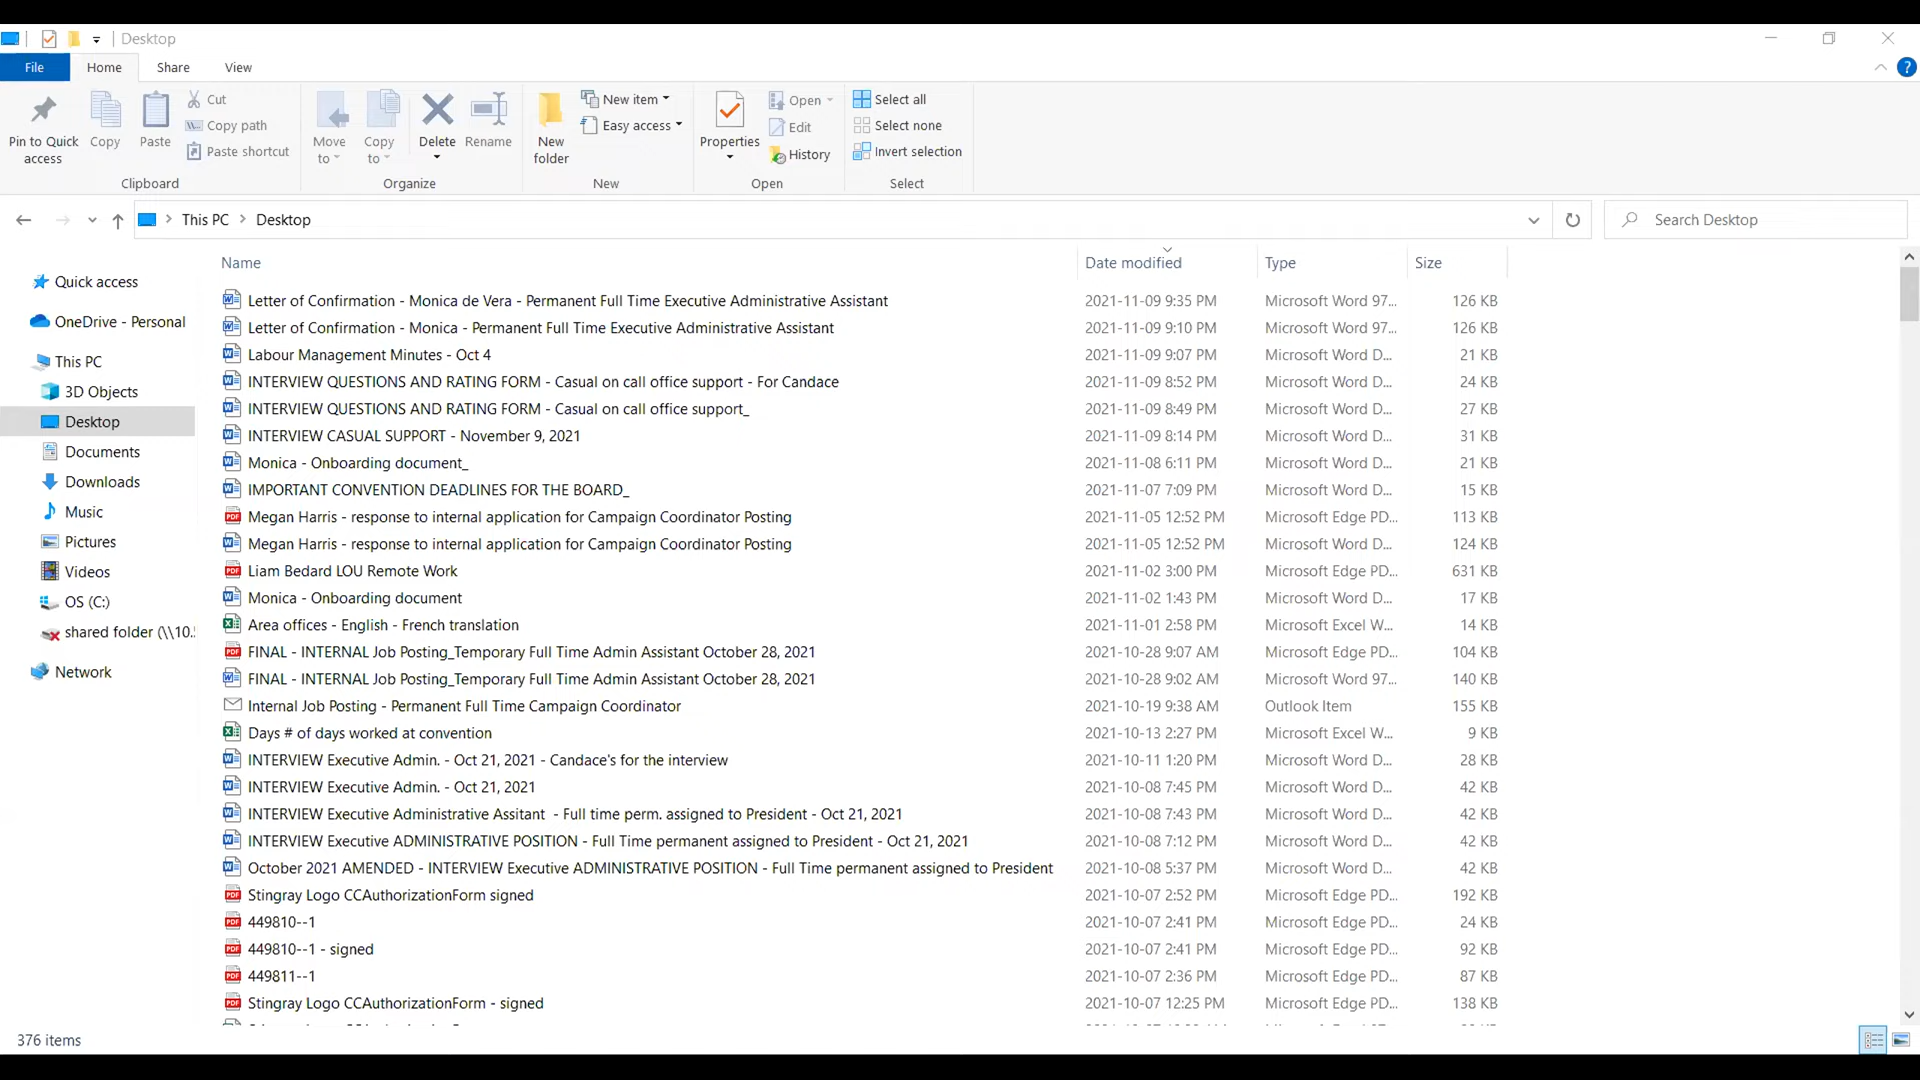 Desktop
File Home Share View
Pin to Quick access
Copy
Paste
Cut
Copy path
Paste shortcut
Clipboard
Move to
Copy to
Delete
Rename
Organize
New folder
New item
Easy access
New
Properties
Open
Edit
History
Open
Select all
Select none
Invert selection
Select
This PC > Desktop
Search Desktop
Quick access
OneDrive - Personal
This PC
3D Objects
Desktop
Documents
Downloads
Music
Pictures
Videos
OS (C:)
shared folder (\\10.
Network
Name Date modified Type Size
Letter of Confirmation - Monica de Vera - Permanent Full Time Executive Administrative Assistant 2021-11-09 9:35 PM Microsoft Word 97... 126 KB
Letter of Confirmation - Monica - Permanent Full Time Executive Administrative Assistant 2021-11-09 9:10 PM Microsoft Word 97... 126 KB
Labour Management Minutes - Oct 4 2021-11-09 9:07 PM Microsoft Word D... 21 KB
INTERVIEW QUESTIONS AND RATING FORM - Casual on call office support - For Candace 2021-11-09 8:52 PM Microsoft Word D... 24 KB
INTERVIEW QUESTIONS AND RATING FORM - Casual on call office support_ 2021-11-09 8:49 PM Microsoft Word D... 27 KB
INTERVIEW CASUAL SUPPORT - November 9, 2021 2021-11-09 8:14 PM Microsoft Word D... 31 KB
Monica - Onboarding document_ 2021-11-08 6:11 PM Microsoft Word D... 21 KB
IMPORTANT CONVENTION DEADLINES FOR THE BOARD_ 2021-11-07 7:09 PM Microsoft Word D... 15 KB
Megan Harris - response to internal application for Campaign Coordinator Posting 2021-11-05 12:52 PM Microsoft Edge PD... 113 KB
Megan Harris - response to internal application for Campaign Coordinator Posting 2021-11-05 12:52 PM Microsoft Word D... 124 KB
Liam Bedard LOU Remote Work 2021-11-02 3:00 PM Microsoft Edge PD... 631 KB
Monica - Onboarding document 2021-11-02 1:43 PM Microsoft Word D... 17 KB
Area offices - English - French translation 2021-11-01 2:58 PM Microsoft Excel W... 14 KB
FINAL - INTERNAL Job Posting_Temporary Full Time Admin Assistant October 28, 2021 2021-10-28 9:07 AM Microsoft Edge PD... 104 KB
FINAL - INTERNAL Job Posting_Temporary Full Time Admin Assistant October 28, 2021 2021-10-28 9:02 AM Microsoft Word 97... 140 KB
Internal Job Posting - Permanent Full Time Campaign Coordinator 2021-10-19 9:38 AM Outlook Item 155 KB
Days # of days worked at convention 2021-10-13 2:27 PM Microsoft Excel W... 9 KB
INTERVIEW Executive Admin. - Oct 21, 2021 - Candace's for the interview 2021-10-11 1:20 PM Microsoft Word D... 28 KB
INTERVIEW Executive Admin. - Oct 21, 2021 2021-10-08 7:45 PM Microsoft Word D... 42 KB
INTERVIEW Executive Administrative Assitant - Full time perm. assigned to President - Oct 21, 2021 2021-10-08 7:43 PM Microsoft Word D... 42 KB
INTERVIEW Executive ADMINISTRATIVE POSITION - Full Time permanent assigned to President - Oct 21, 2021 2021-10-08 7:12 PM Microsoft Word D... 42 KB
October 2021 AMENDED - INTERVIEW Executive ADMINISTRATIVE POSITION - Full Time permanent assigned to President 2021-10-08 5:37 PM Microsoft Word D... 42 KB
Stingray Logo CCAuthorizationForm signed 2021-10-07 2:52 PM Microsoft Edge PD... 192 KB
449810--1 2021-10-07 2:41 PM Microsoft Edge PD... 24 KB
449810--1 - signed 2021-10-07 2:41 PM Microsoft Edge PD... 92 KB
449811--1 2021-10-07 2:36 PM Microsoft Edge PD... 87 KB
Stingray Logo CCAuthorizationForm - signed 2021-10-07 12:25 PM Microsoft Edge PD... 138 KB
376 items